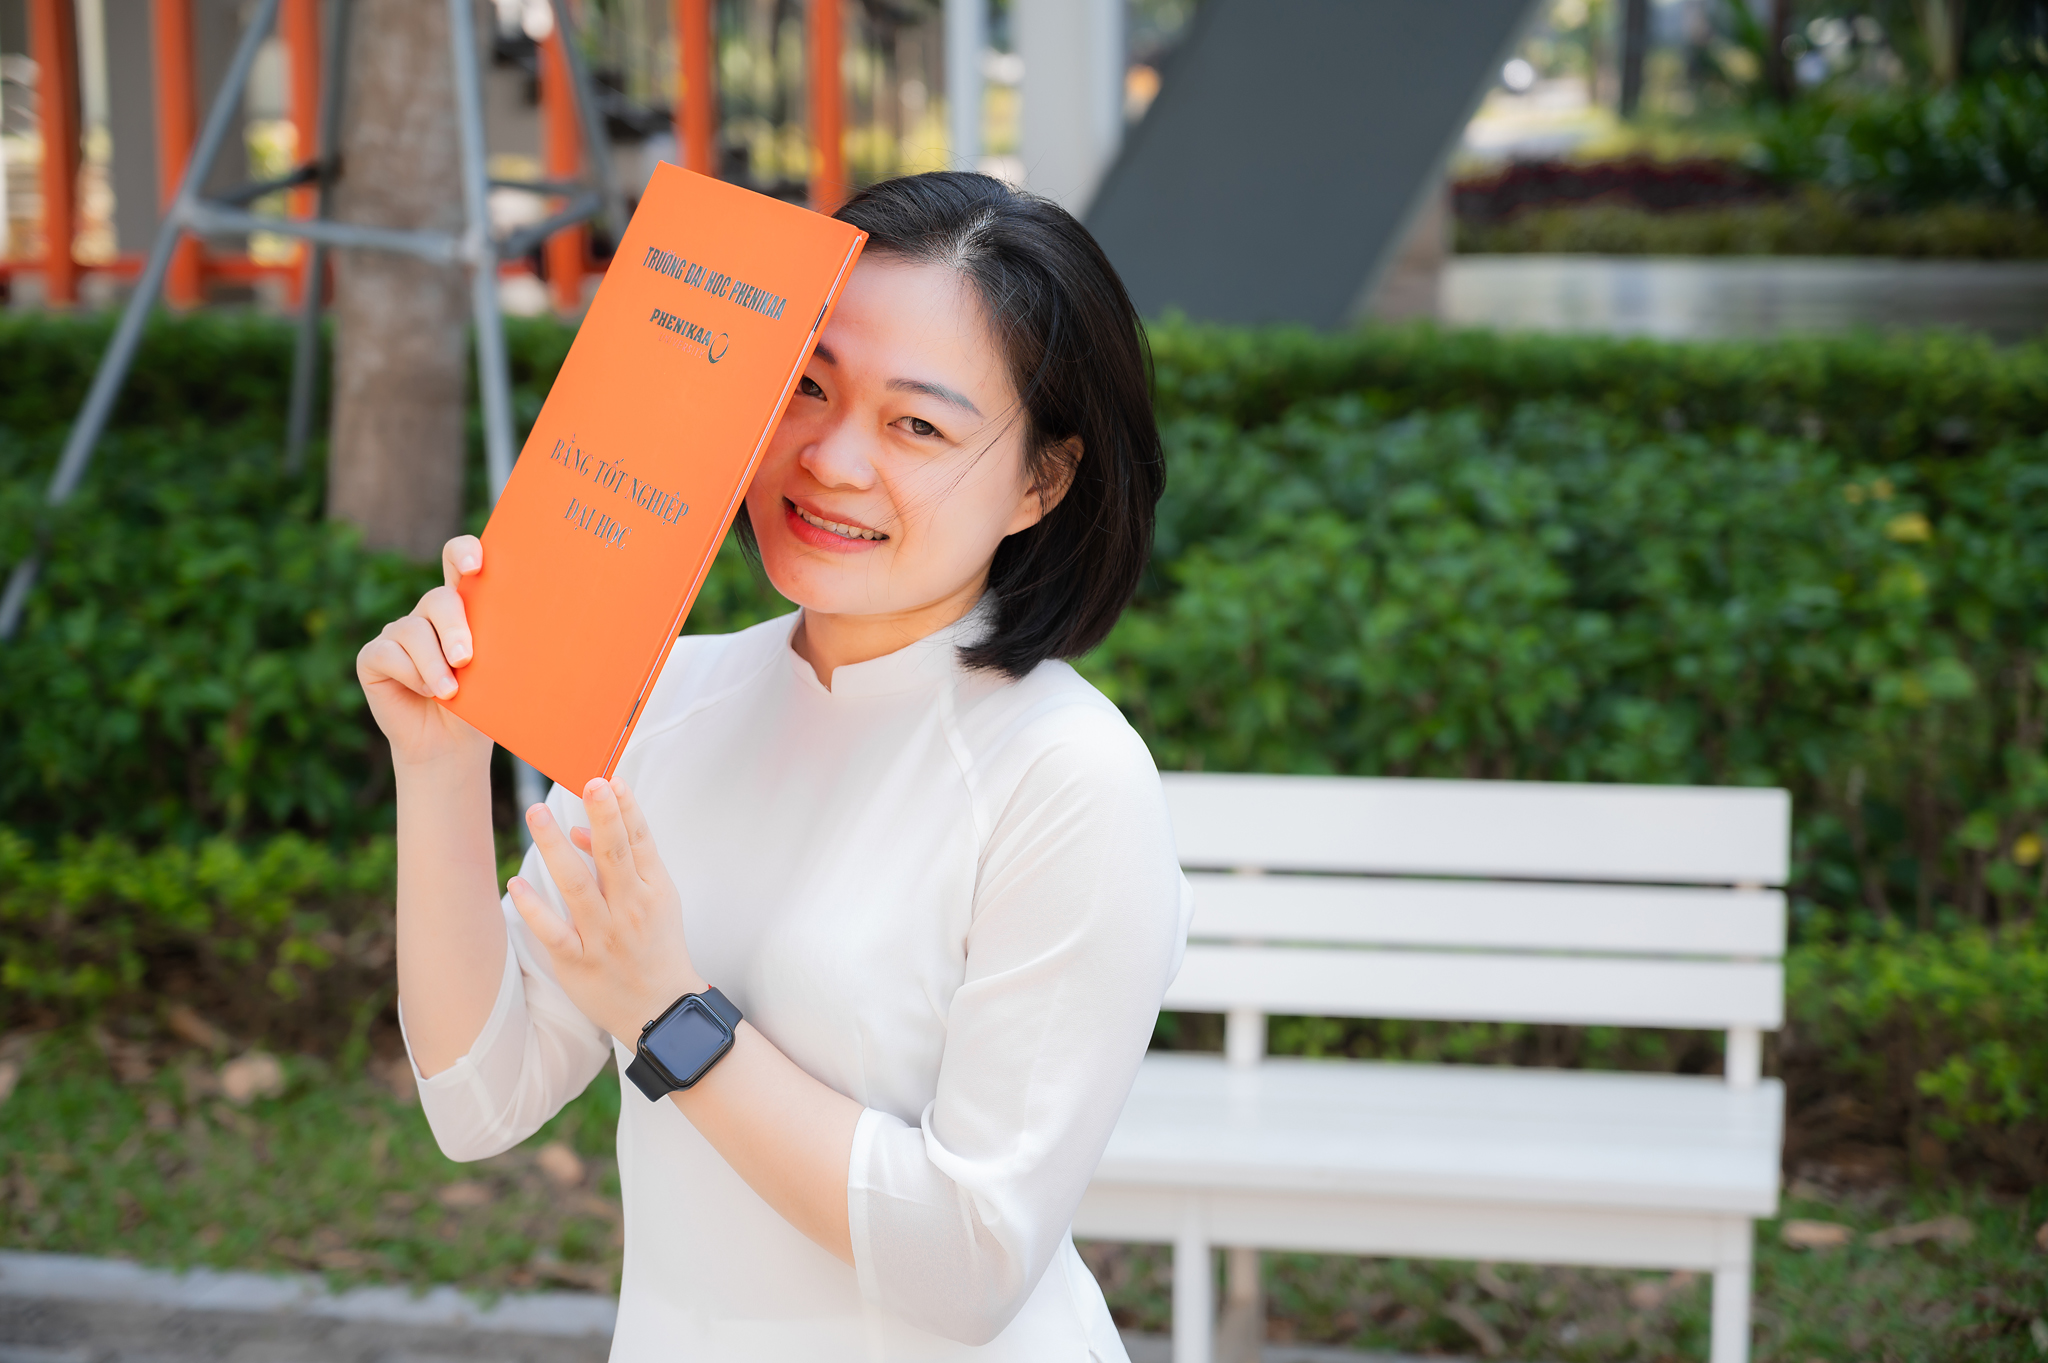 TRƯỜNG ĐẠI HỌC PHENIKAA
PHENIKAA
BẰNG TỐT NGHIỆP
ĐẠI HỌC